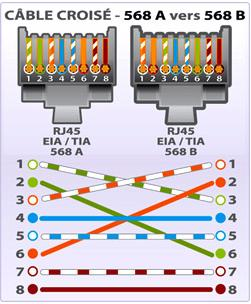 CÂBLE CROISÉ - 568 A vers 568 B
1 2 3 4 5 6 7 8
1 2 3 4 5 6 7 8
RJ45
EIA / TIA
568 A
RJ45
EIA / TIA
568 B
1 1
2 2
3 3
4 4
5 5
6 6
7 7
8 8